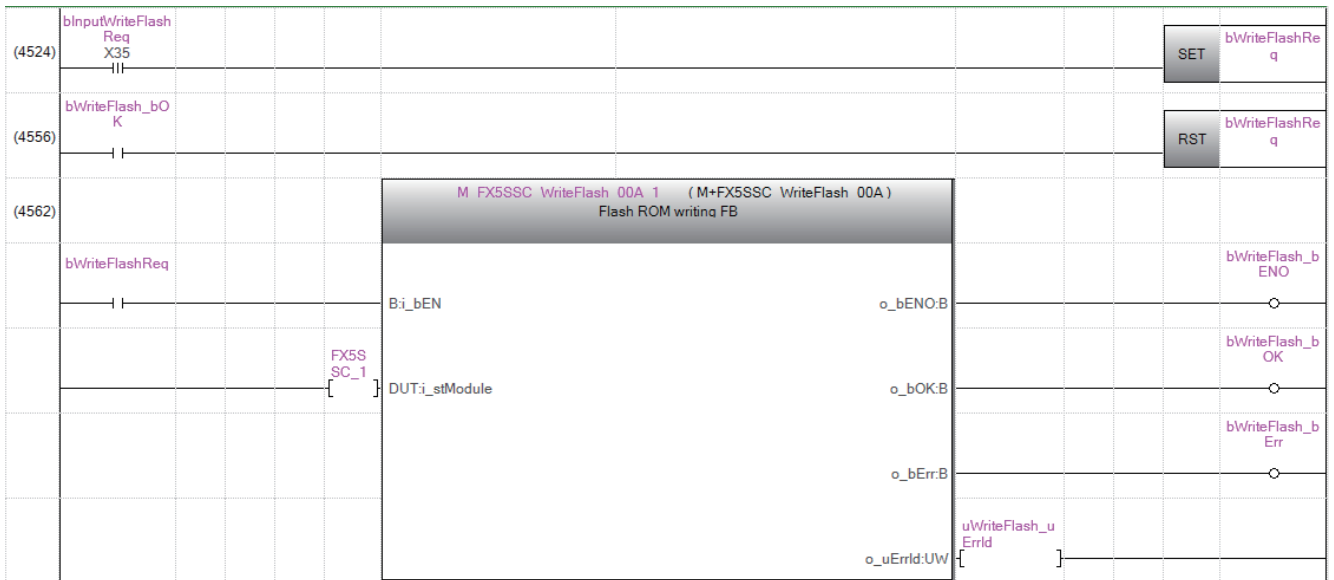 bInputWriteFlash
Req
X35
(4524)
SET
bWriteFlashRe
q
bWriteFlash_bO
K
(4556)
RST
bWriteFlashRe
q
(4562)
M FX5SSC WriteFlash 00A 1 (M+FX5SSC WriteFlash 00A)
Flash ROM writing FB
bWriteFlashReq
B:i_bEN
o_bENO:B
bWriteFlash_b
ENO
FX5S
SC_1
DUT:i_stModule
o_bOK:B
bWriteFlash_b
OK
o_bErr:B
bWriteFlash_b
Err
o_uErrId:UW
uWriteFlash_u
ErrId